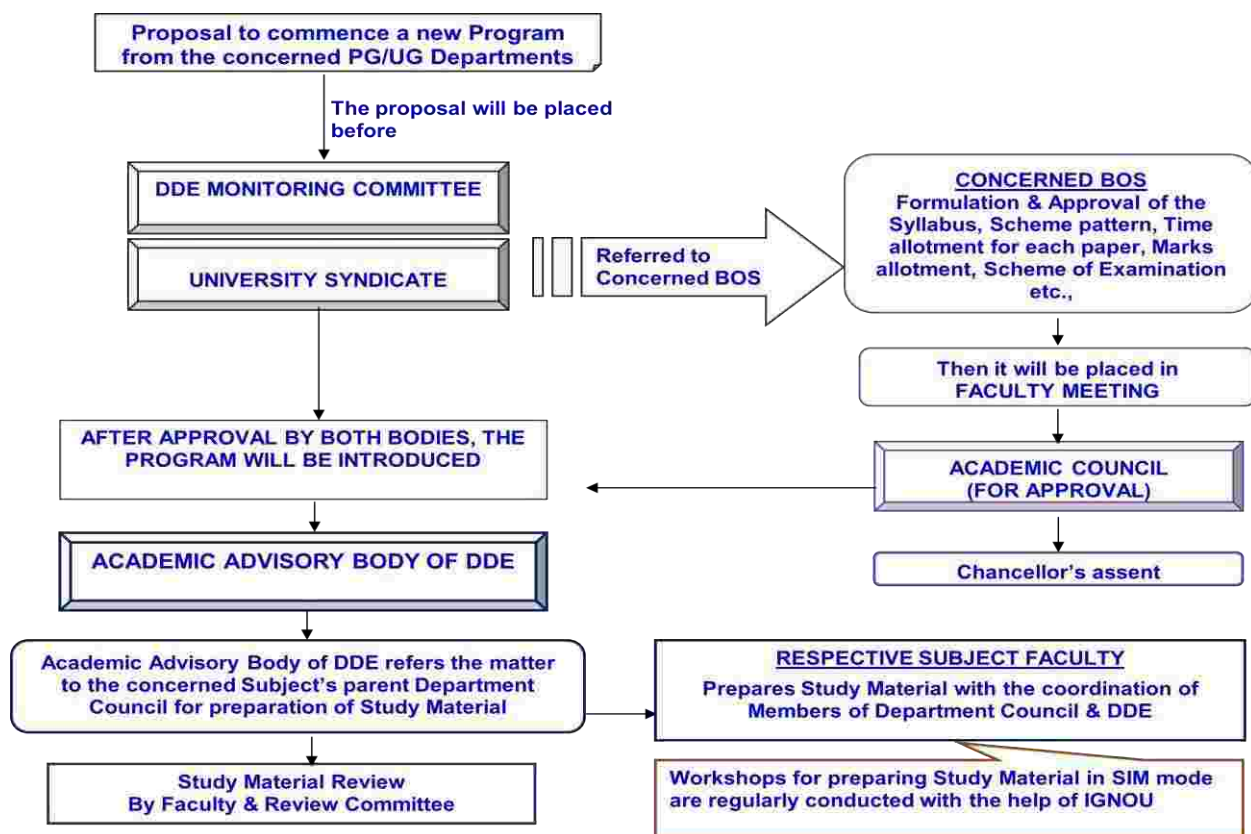 Proposal to commence a new Program
from the concerned PG/UG Departments
The proposal will be placed
before
DDE MONITORING COMMITTEE
UNIVERSITY SYNDICATE
Referred to
Concerned BOS
CONCERNED BOS
Formulation & Approval of the
Syllabus, Scheme pattern, Time
allotment for each paper, Marks
allotment, Scheme of Examination
etc.,
Then it will be placed in
FACULTY MEETING
ACADEMIC COUNCIL
(FOR APPROVAL)
Chancellor's assent
AFTER APPROVAL BY BOTH BODIES, THE
PROGRAM WILL BE INTRODUCED
ACADEMIC ADVISORY BODY OF DDE
Academic Advisory Body of DDE refers the matter
to the concerned Subject's parent Department
Council for preparation of Study Material
RESPECTIVE SUBJECT FACULTY
Prepares Study Material with the coordination of
Members of Department Council & DDE
Study Material Review
By Faculty & Review Committee
Workshops for preparing Study Material in SIM mode
are regularly conducted with the help of IGNOU